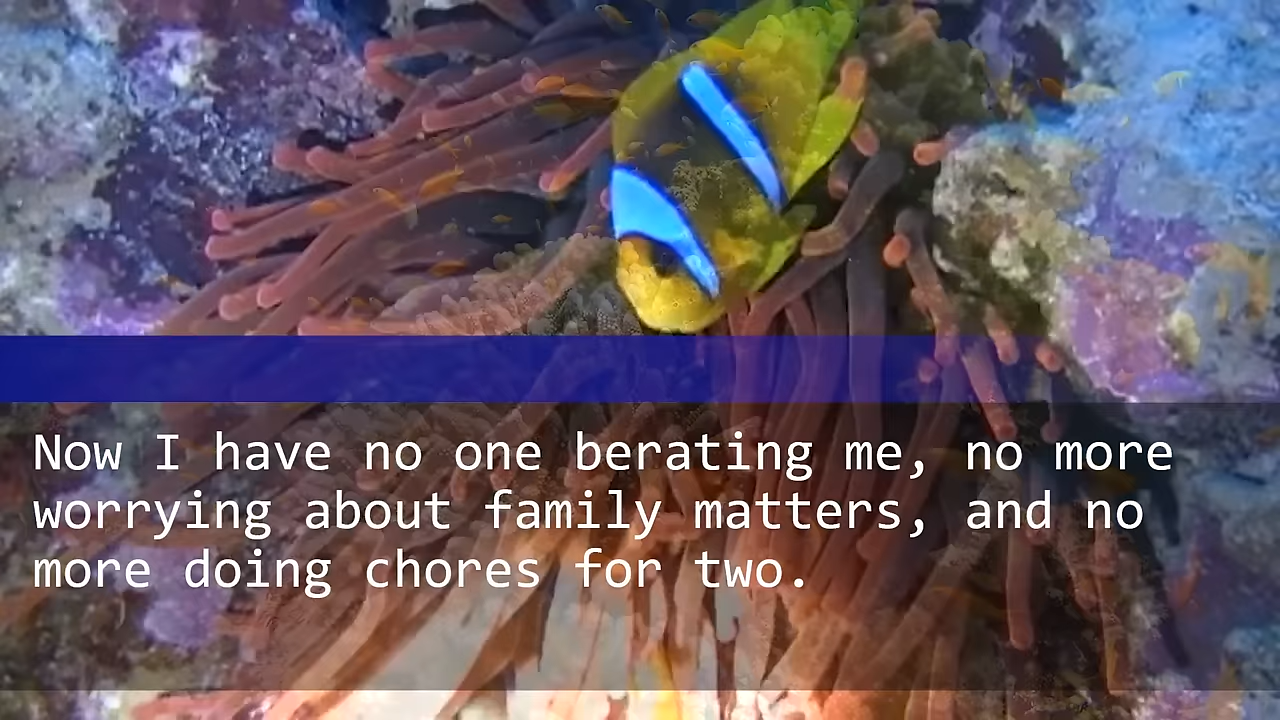 Now I have no one berating me, no more
worrying about family matters, and no
more doing chores for two.